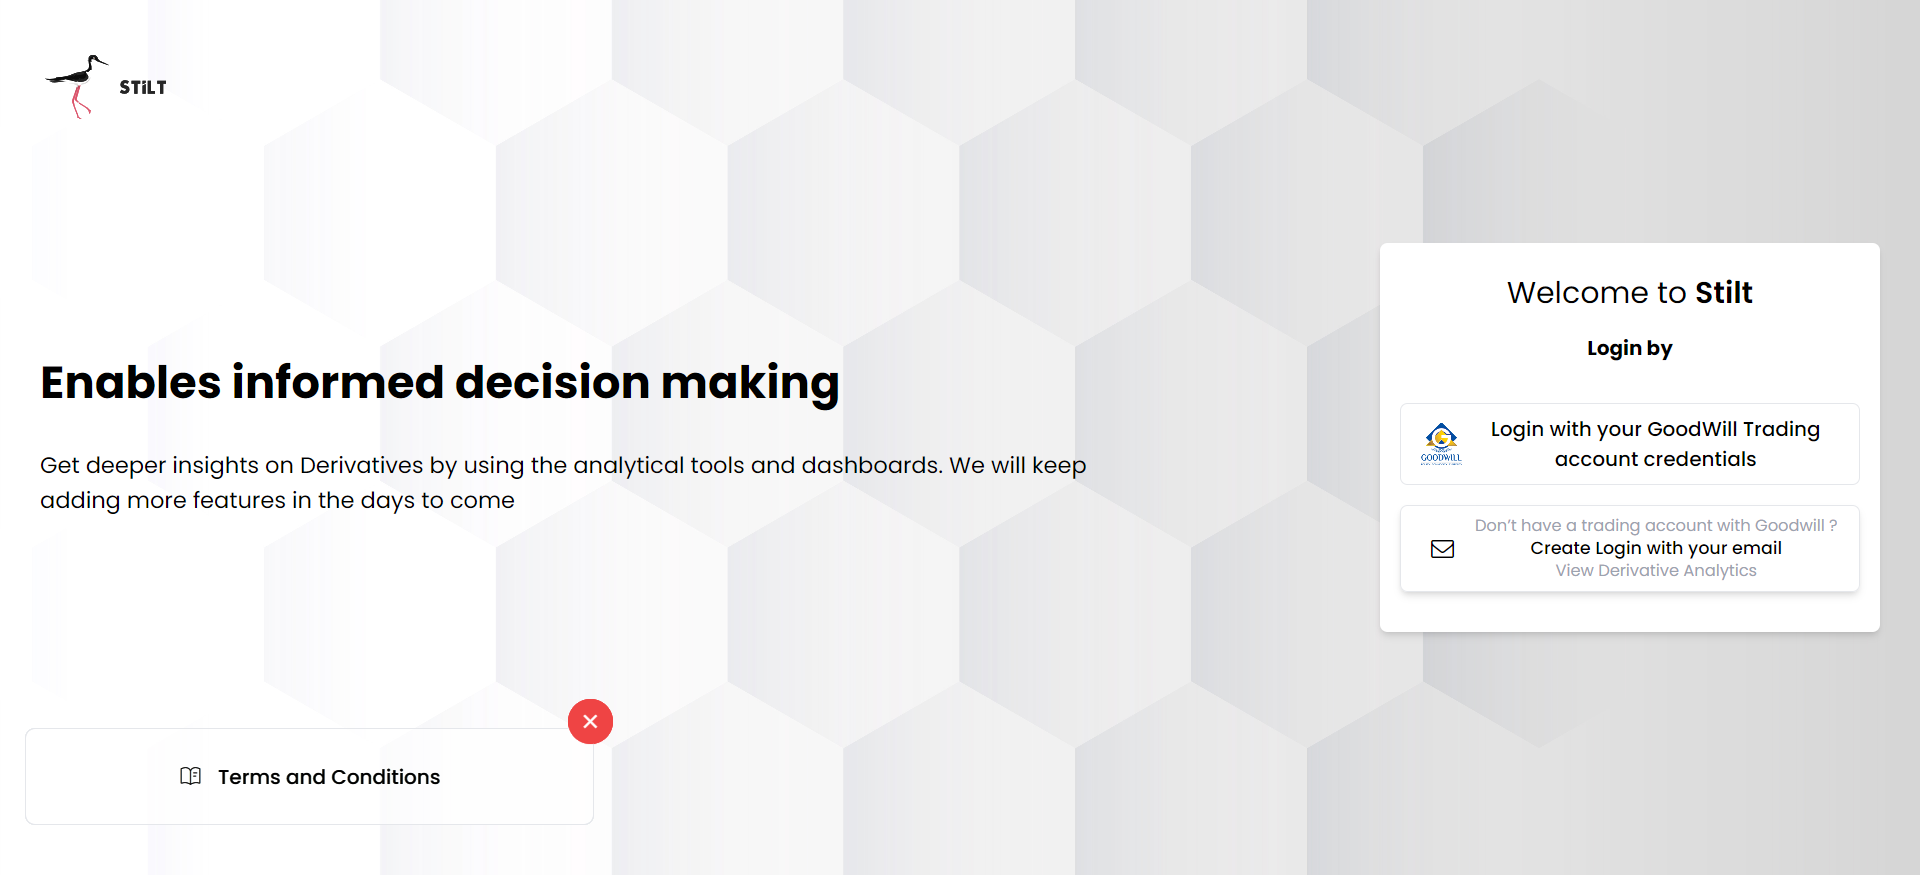 STiLT
Enables informed decision making
Get deeper insights on Derivatives by using the analytical tools and dashboards. We will keep
adding more features in the days to come
Terms and Conditions
Welcome to Stilt
Login by
GOODWILL
Login with your GoodWill Trading
account credentials
Don’t have a trading account with Goodwill ?
Create Login with your email
View Derivative Analytics